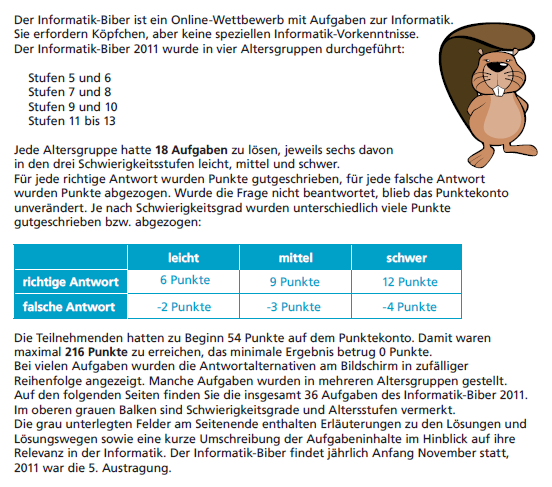 Der Informatik-Biber ist ein Online-Wettbewerb mit Aufgaben zur Informatik.
Sie erfordern Köpfchen, aber keine speziellen Informatik-Vorkenntnisse.
Der Informatik-Biber 2011 wurde in vier Altersgruppen durchgeführt:
Stufen 5 und 6
Stufen 7 und 8
Stufen 9 und 10
Stufen 11 bis 13
Jede Altersgruppe hatte 18 Aufgaben zu lösen, jeweils sechs davon
in den drei Schwierigkeitsstufen leicht, mittel und schwer.
Für jede richtige Antwort wurden Punkte gutgeschrieben, für jede falsche Antwort
wurden Punkte abgezogen. Wurde die Frage nicht beantwortet, blieb das Punktekonto
unverändert. Je nach Schwierigkeitsgrad wurden unterschiedlich viele Punkte
gutgeschrieben bzw. abgezogen:
leicht mittel schwer
richtige Antwort 6 Punkte 9 Punkte 12 Punkte
falsche Antwort -2 Punkte -3 Punkte -4 Punkte
Die Teilnehmenden hatten zu Beginn 54 Punkte auf dem Punktekonto. Damit waren
maximal 216 Punkte zu erreichen, das minimale Ergebnis betrug 0 Punkte.
Bei vielen Aufgaben wurden die Antwortalternativen am Bildschirm in zufälliger
Reihenfolge angezeigt. Manche Aufgaben wurden in mehreren Altersgruppen gestellt.
Auf den folgenden Seiten finden Sie die insgesamt 36 Aufgaben des Informatik-Biber 2011.
Im oberen grauen Balken sind Schwierigkeitsgrade und Altersstufen vermerkt.
Die grau unterlegten Felder am Seitenende enthalten Erläuterungen zu den Lösungen und
Lösungswegen sowie eine kurze Umschreibung der Aufgabeninhalte im Hinblick auf ihre
Relevanz in der Informatik. Der Informatik-Biber findet jährlich Anfang November statt,
2011 war die 5. Austragung.